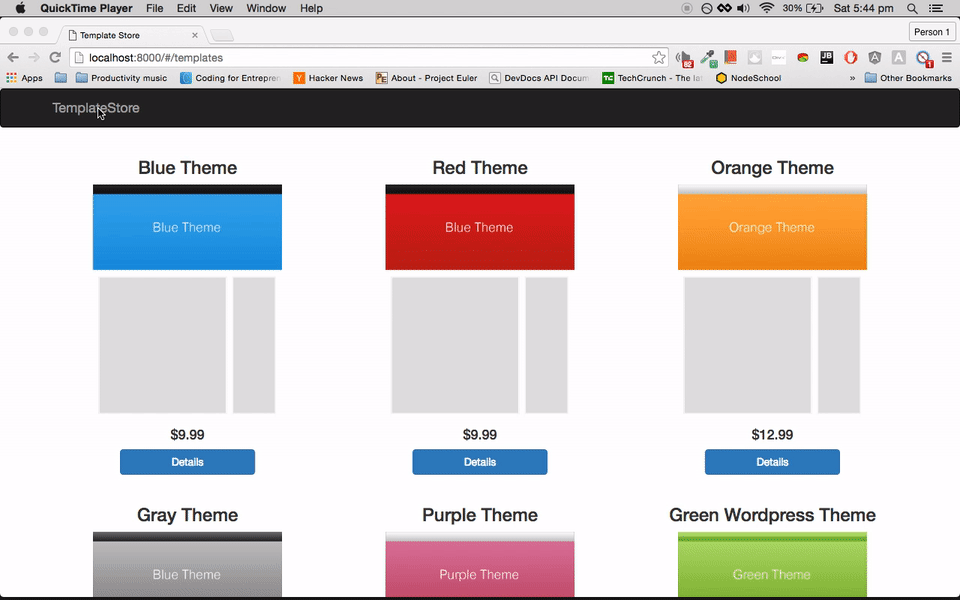 QuickTime Player File Edit View Window Help 30% Sat 5:44 pm
Template Store Person 1
localhost:8000/#/templates
Apps Productivity music Coding for Entrepren Hacker News About - Project Euler DevDocs API Docum TechCrunch - The lat NodeSchool » Other Bookmarks
TemplateStore
Blue Theme Red Theme Orange Theme
Blue Theme Blue Theme Orange Theme
$9.99 $9.99 $12.99
Details Details Details
Gray Theme Purple Theme Green Wordpress Theme
Blue Theme Purple Theme Green Theme